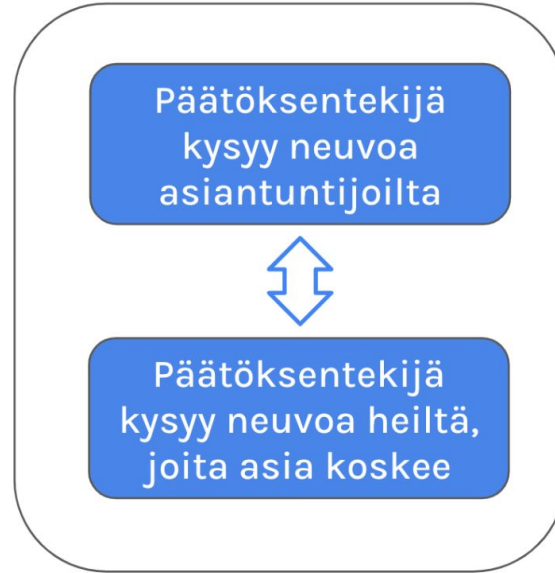 Päätöksentekijä
kysyy neuvoa
asiantuntijoilta
Päätöksentekijä
kysyy neuvoa heiltä,
joita asia koskee